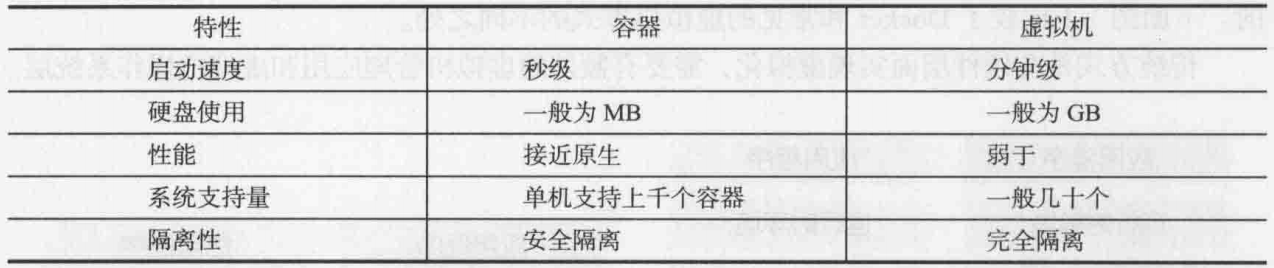 特性 容器 虚拟机
启动速度 秒级 分钟级
硬盘使用 一般为 MB 一般为 GB
性能 接近原生 弱于
系统支持量 单机支持上千个容器 一般几十个
隔离性 安全隔离 完全隔离